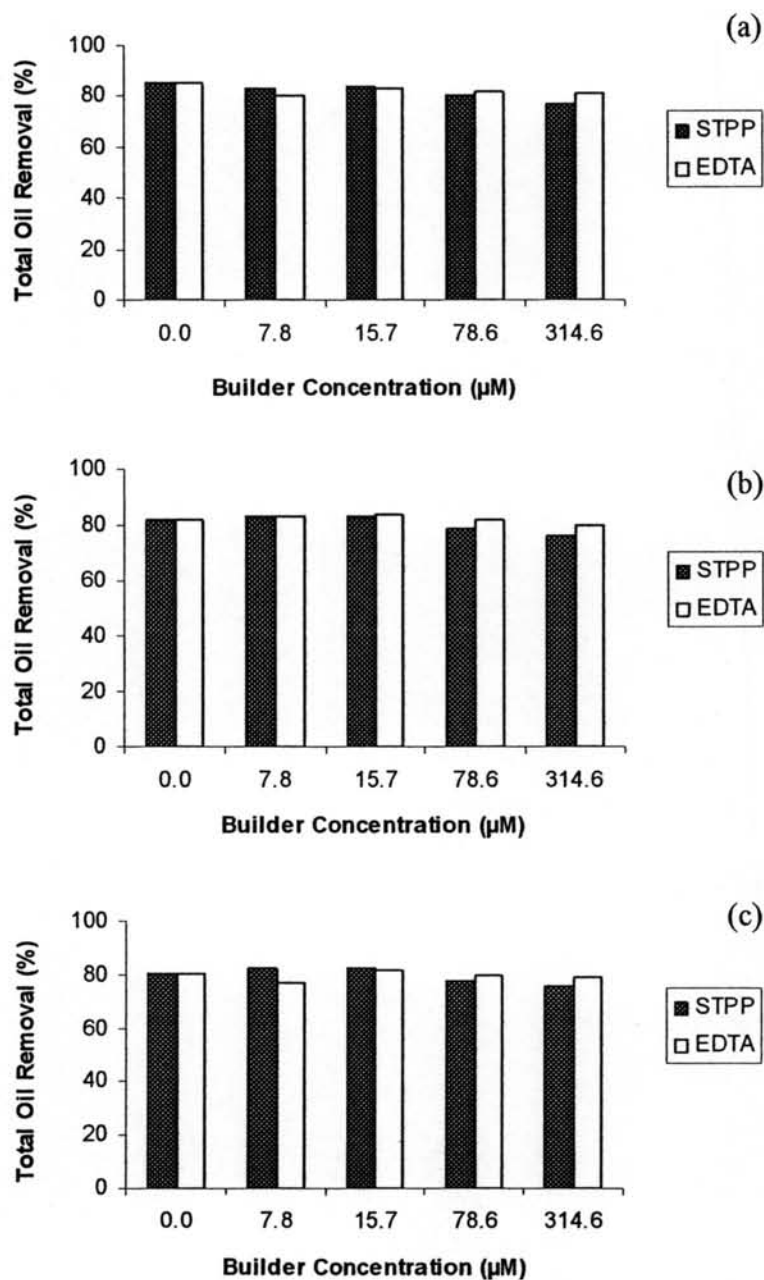 (a)
Total Oil Removal (%)
100
80
60
40
20
0
0.0 7.8 15.7 78.6 314.6
Builder Concentration (µM)
STPP
EDTA
(b)
Total Oil Removal (%)
100
80
60
40
20
0
0.0 7.8 15.7 78.6 314.6
Builder Concentration (µM)
STPP
EDTA
(c)
Total Oil Removal (%)
100
80
60
40
20
0
0.0 7.8 15.7 78.6 314.6
Builder Concentration (µM)
STPP
EDTA